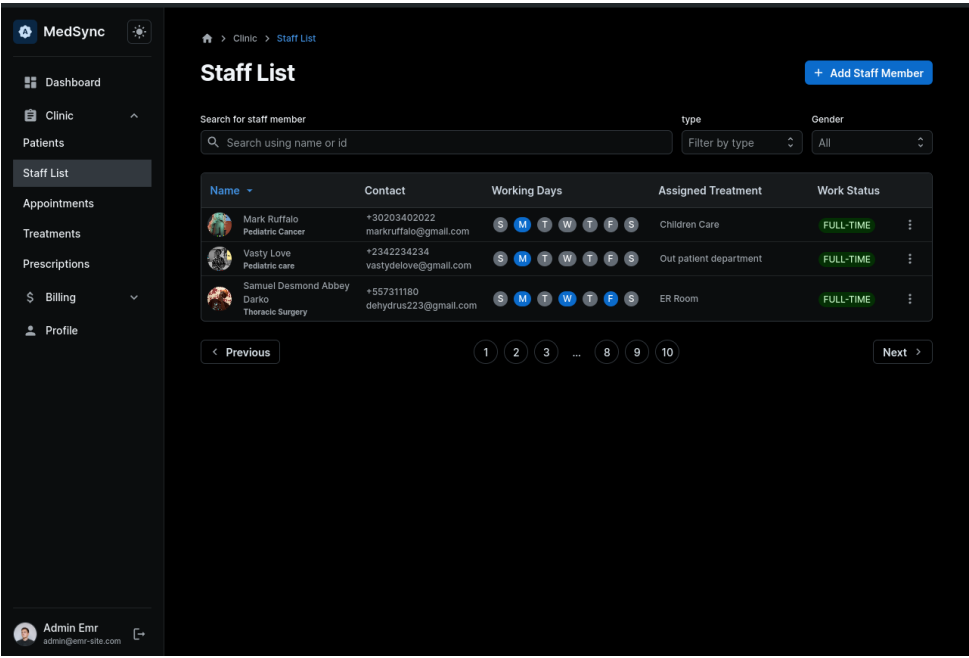 MedSync
Dashboard
Clinic
Patients
Staff List
Appointments
Treatments
Prescriptions
$ Billing
Profile
Admin Emr
admin@emr-site.com
> Clinic > Staff List
Staff List
+ Add Staff Member
Search for staff member
Search using name or id
type
Filter by type
Gender
All
Name Contact Working Days Assigned Treatment Work Status
Mark Ruffalo
Pediatric Cancer
+30203402022
markruffalo@gmail.com
S M T W T F S
Children Care
FULL-TIME
Vasty Love
Pediatric care
+2342234234
vastydelove@gmail.com
S M T W T F S
Out patient department
FULL-TIME
Samuel Desmond Abbey
Darko
Thoracic Surgery
+557311180
dehydrus223@gmail.com
S M T W T F S
ER Room
FULL-TIME
< Previous 1 2 3 ... 8 9 10 Next >